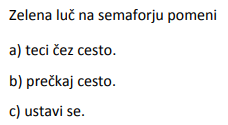 Zelena luč na semaforju pomeni
a) teci čez cesto.
b) prečkaj cesto.
c) ustavi se.